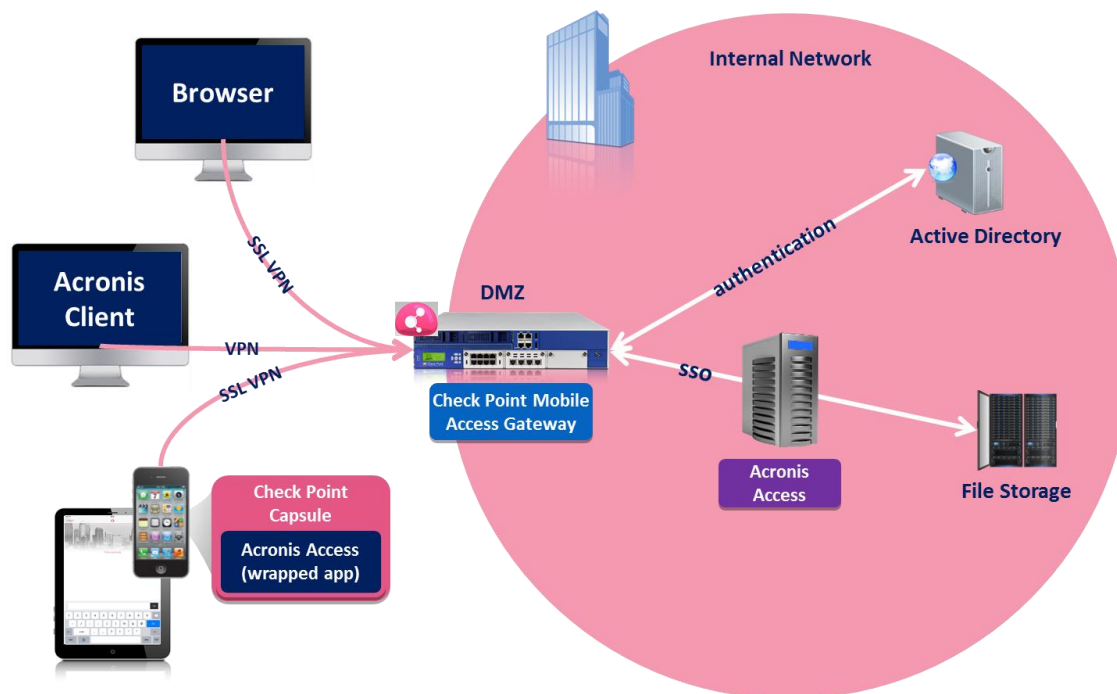 Internal Network
Browser
Active Directory
authentication
SSL VPN
Acronis
Client
DMZ
VPN
SSO
SSL VPN
Check Point Mobile
Access Gateway
Acronis
Access
File Storage
Check Point
Capsule
Acronis Access
(wrapped app)